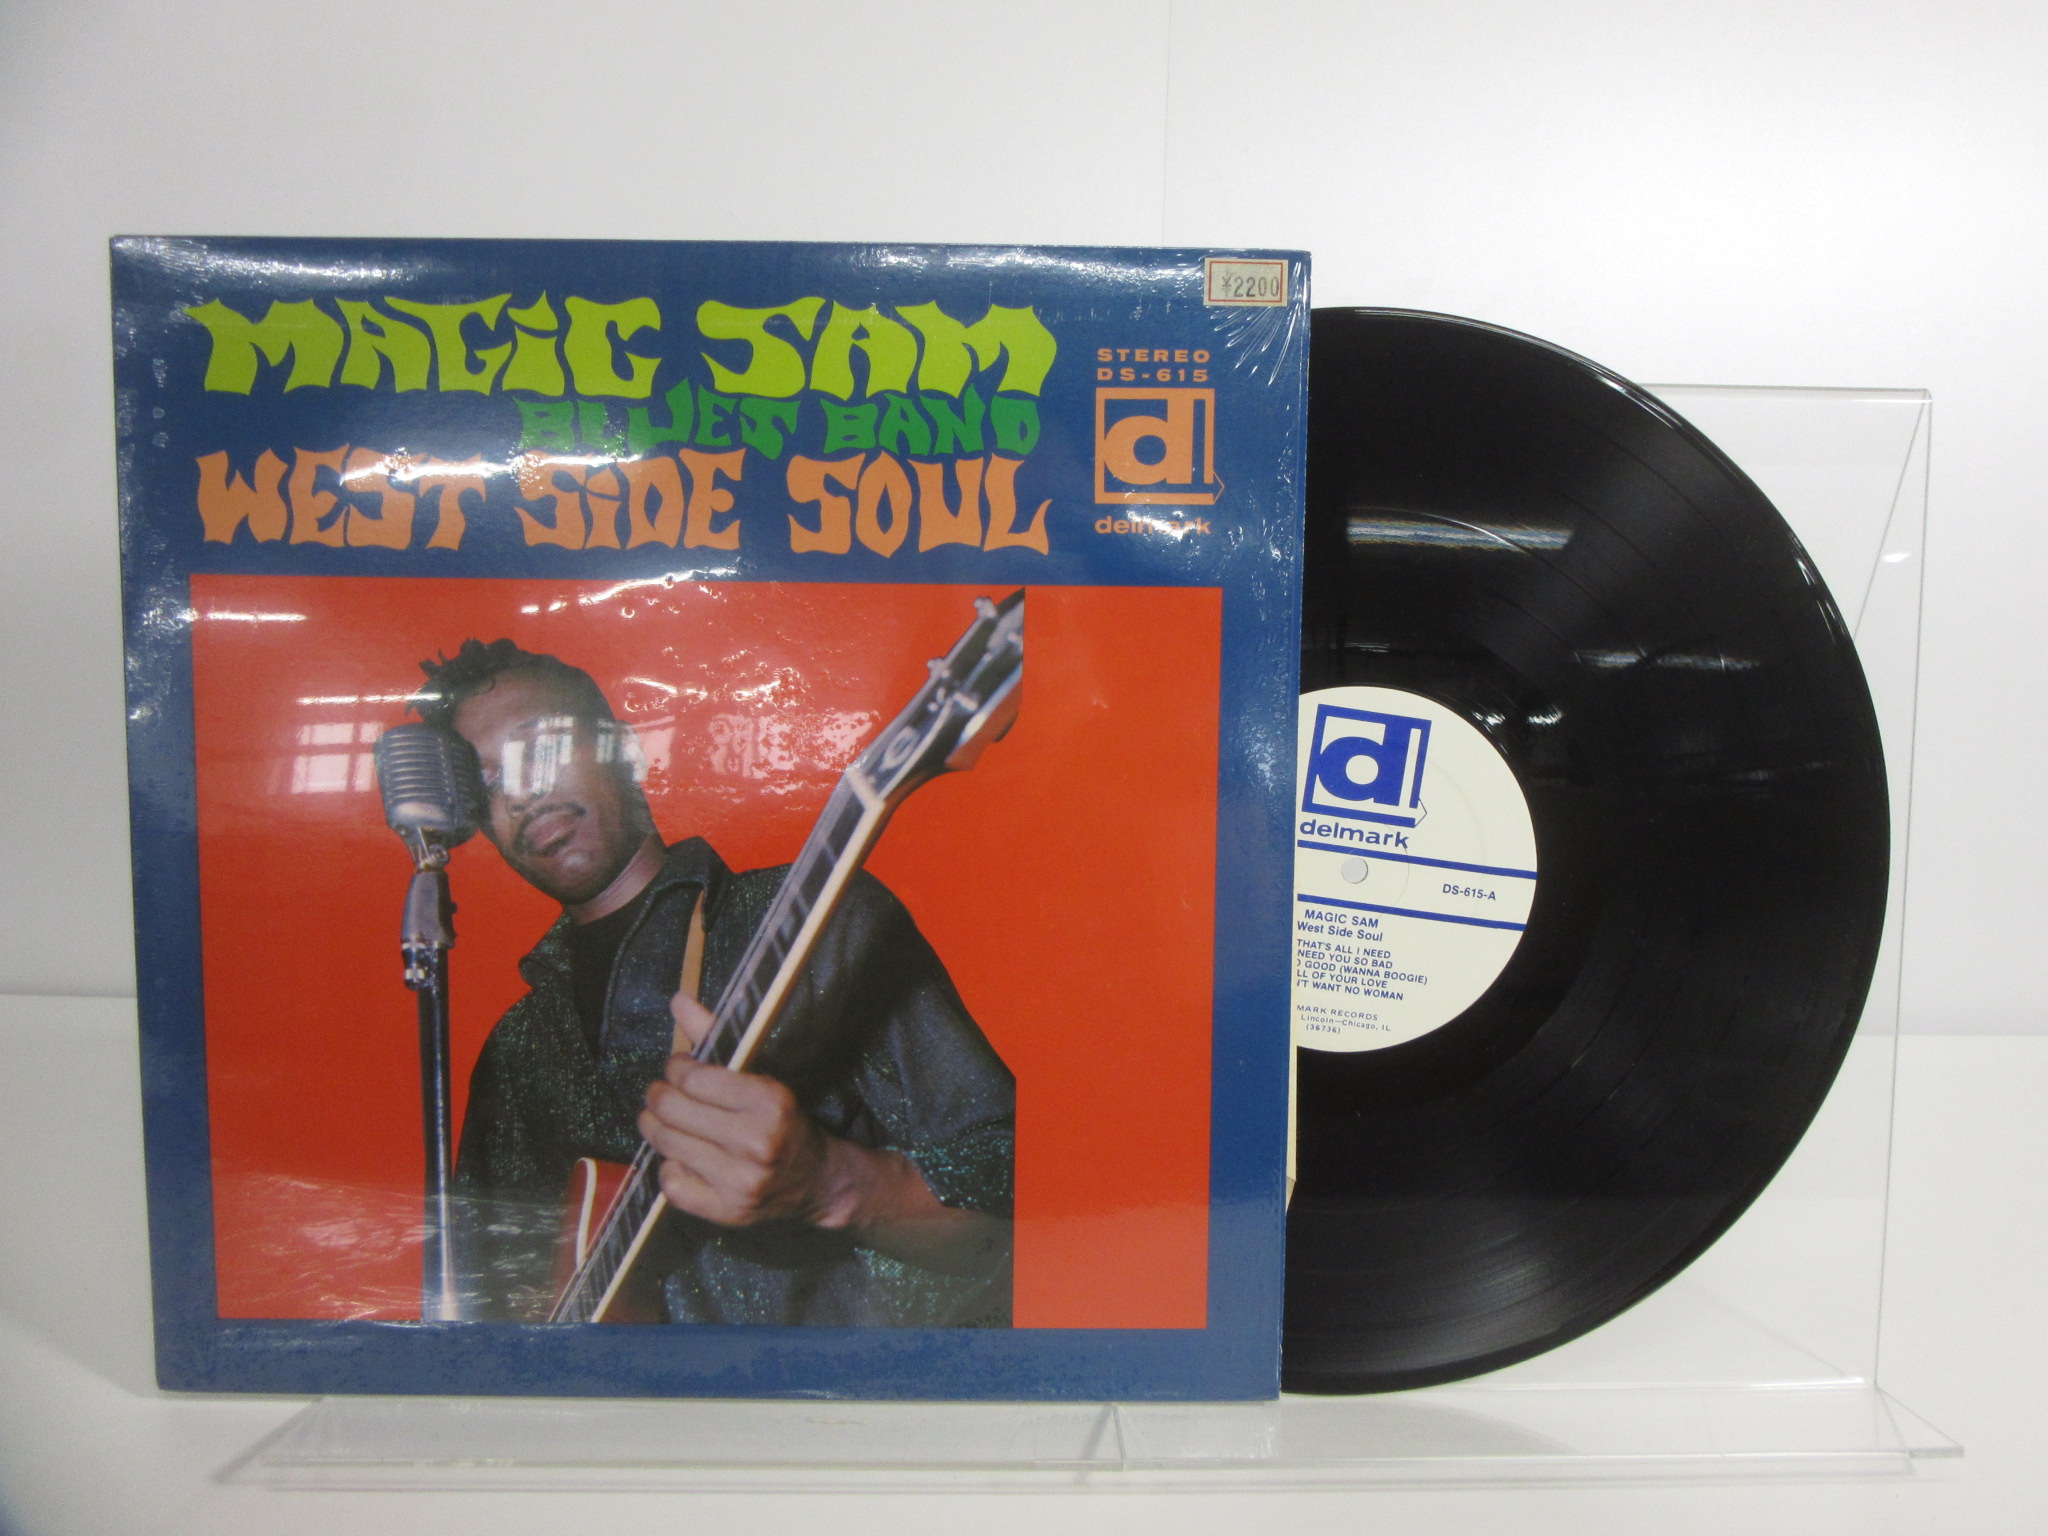 ¥2200
MAGIC SAM
BLUES BAND
WEST SIDE SOUL
STEREO
DS-615
d
delmark
d
delmark
DS-615-A
MAGIC SAM
West Side Soul
THAT'S ALL I NEED
NEED YOU SO BAD
GOOD (WANNA BOOGIE)
OF YOUR LOVE
WANT NO WOMAN
RECORDS
Lincoln—Chicago, IL
(36736)